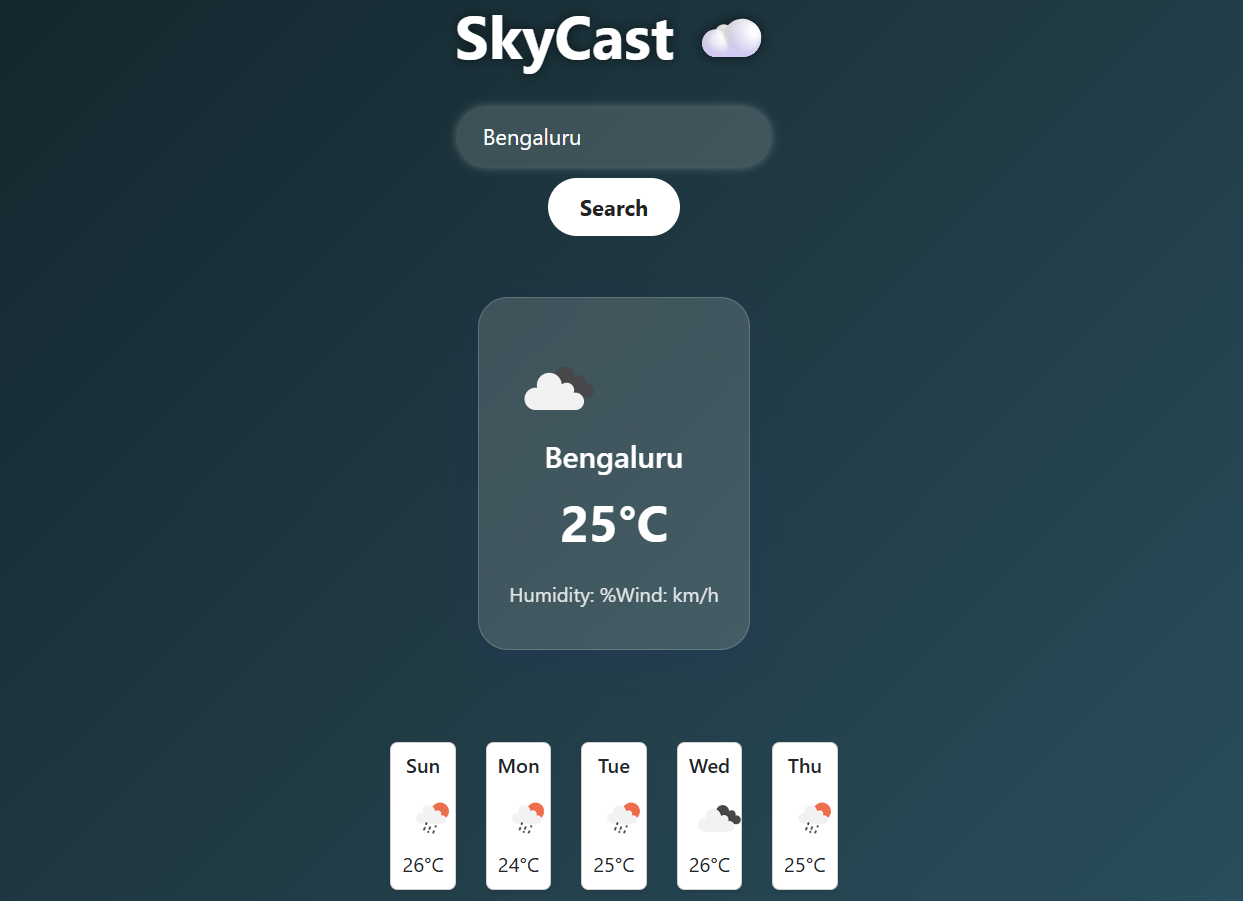 SkyCast
Bengaluru
Search
Bengaluru
25°C
Humidity: %Wind: km/h
Sun Mon Tue Wed Thu
26°C 24°C 25°C 26°C 25°C